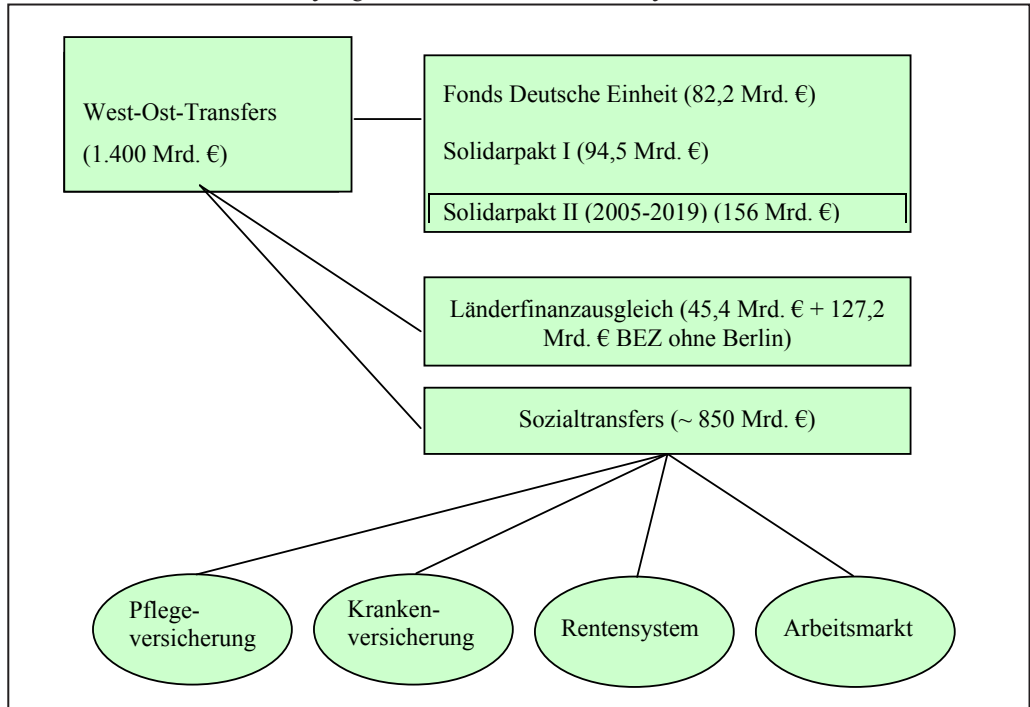 West-Ost-Transfers
(1.400 Mrd. €)
Fonds Deutsche Einheit (82,2 Mrd. €)
Solidarpakt I (94,5 Mrd. €)
Solidarpakt II (2005-2019) (156 Mrd. €)
Länderfinanzausgleich (45,4 Mrd. € + 127,2
Mrd. € BEZ ohne Berlin)
Sozialtransfers (~ 850 Mrd. €)
Pflege-
versicherung
Kranken-
versicherung
Rentensystem
Arbeitsmarkt